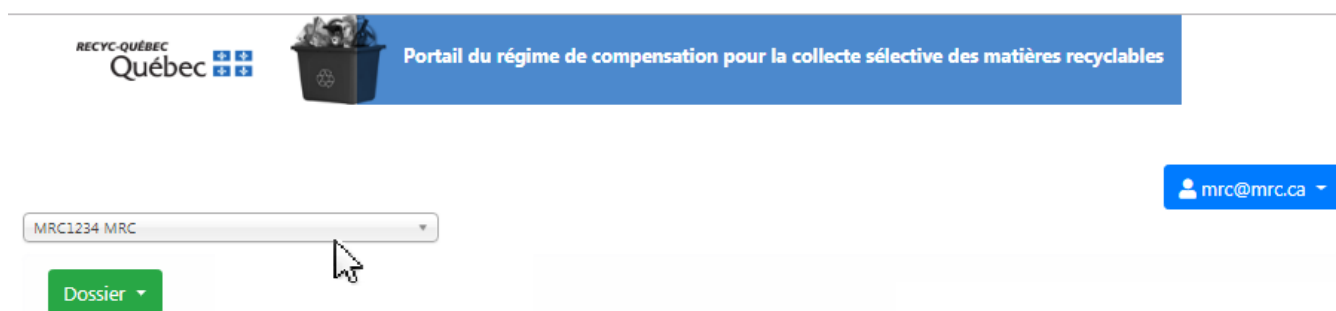 RECYC-QUÉBEC
Québec
Portail du régime de compensation pour la collecte sélective des matières recyclables
mrc@mrc.ca
MRC1234 MRC
Dossier